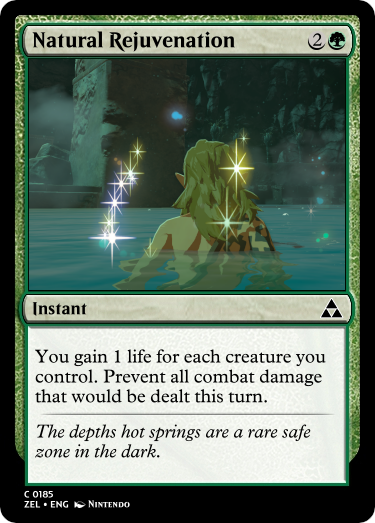 Natural Rejuvenation 2
Instant
You gain 1 life for each creature you
control. Prevent all combat damage
that would be dealt this turn.
The depths hot springs are a rare safe
zone in the dark.
C 0185
ZEL • ENG Nintendo